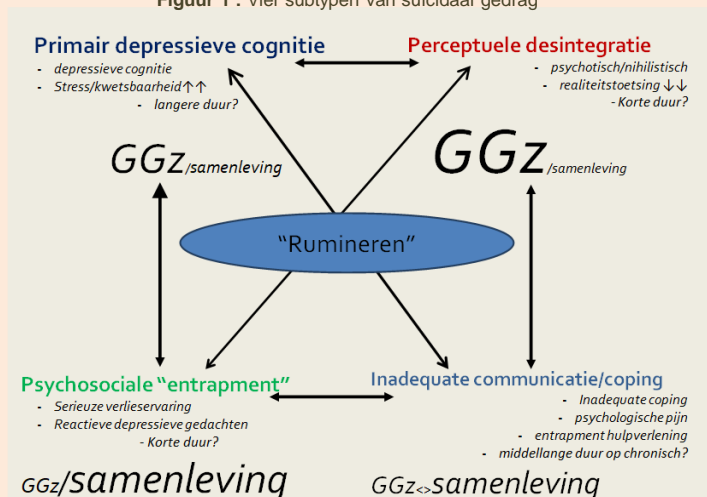 Figuur 1 : Vier subtypen van suïcidaal gedrag
Primair depressieve cognitie
- depressieve cognitie
- Stress/kwetsbaarheid↑↑
- langere duur?
GGz/samenleving
Perceptuele desintegratie
- psychotisch/nihilistisch
- realiteitstoetsing ↓↓
- Korte duur?
GGz/samenleving
“Rumineren”
Psychosociale “entrapment”
- Serieuze verlieservaring
- Reactieve depressieve gedachten
- Korte duur?
GGz/samenleving
Inadequate communicatie/coping
- Inadequate coping
- psychologische pijn
- entrapment hulpverlening
- middellange duur op chronisch?
GGz<>samenleving